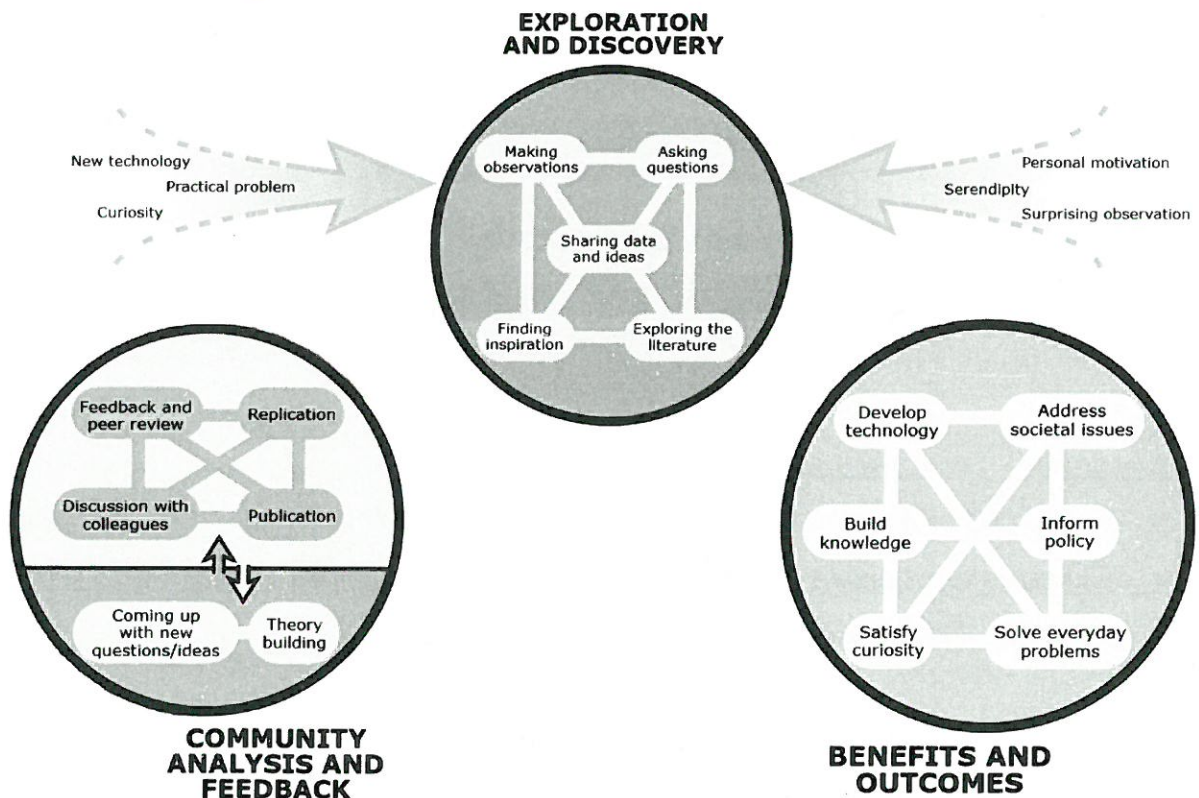 EXPLORATION
AND DISCOVERY
New technology
Practical problem
Curiosity
Personal motivation
Serendipity
Surprising observation
Making
observations
Asking
questions
Sharing data
and ideas
Finding
inspiration
Exploring the
literature
Feedback and
peer review
Replication
Discussion with
colleagues
Publication
Coming up
with new
questions/ideas
Theory
building
COMMUNITY
ANALYSIS AND
FEEDBACK
Develop
technology
Address
societal issues
Build
knowledge
Inform
policy
Satisfy
curiosity
Solve everyday
problems
BENEFITS AND
OUTCOMES